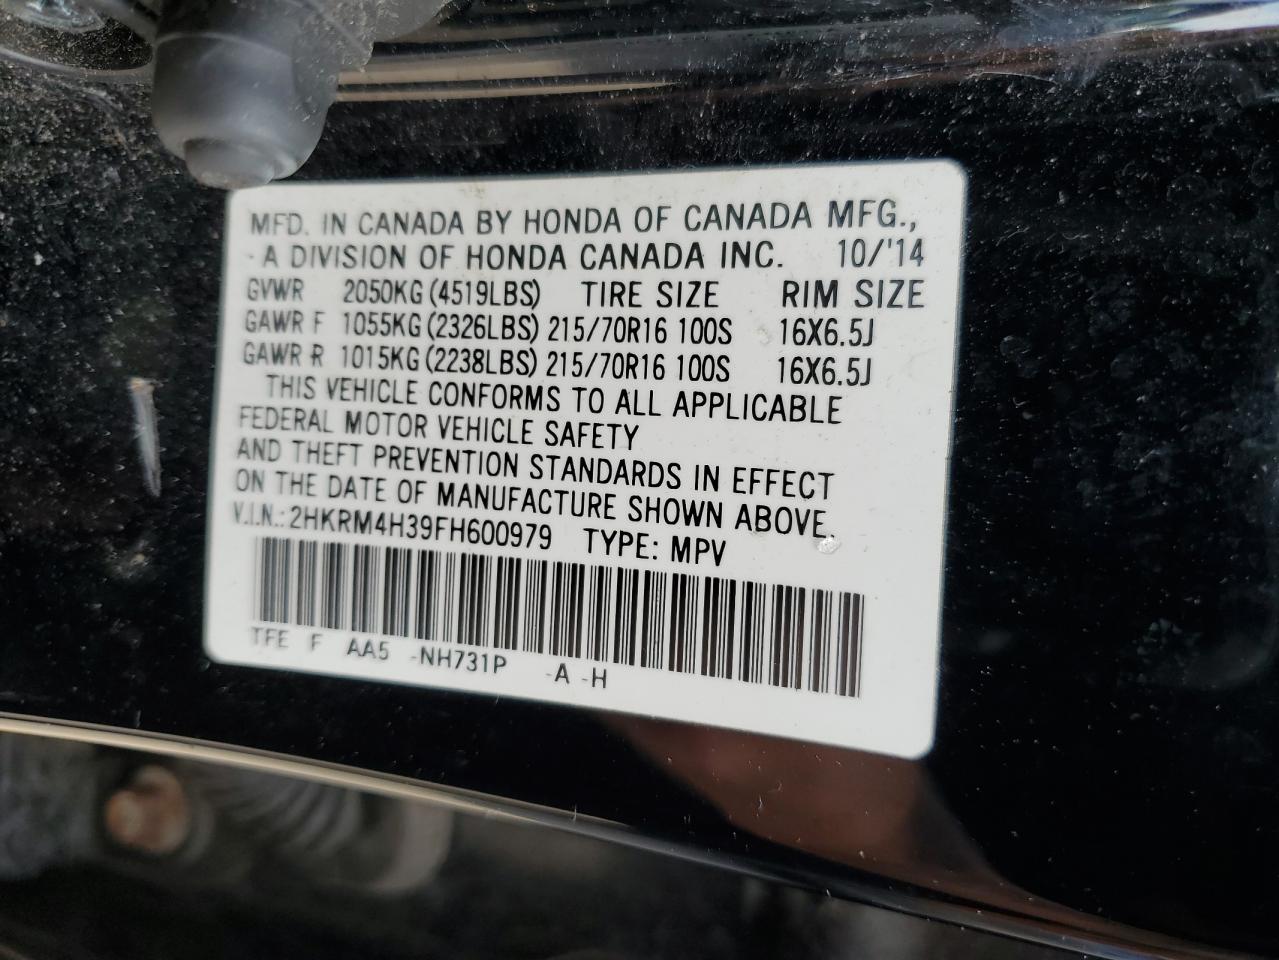 MFD. IN CANADA BY HONDA OF CANADA MFG.,
A DIVISION OF HONDA CANADA INC. 10/'14
GVWR 2050KG (4519LBS) TIRE SIZE RIM SIZE
GAWR F 1055KG (2326LBS) 215/70R16 100S 16X6.5J
GAWR R 1015KG (2238LBS) 215/70R16 100S 16X6.5J
THIS VEHICLE CONFORMS TO ALL APPLICABLE
FEDERAL MOTOR VEHICLE SAFETY
AND THEFT PREVENTION STANDARDS IN EFFECT
ON THE DATE OF MANUFACTURE SHOWN ABOVE.
V.I.N.: 2HKRM4H39FH600979 TYPE: MPV
TFE F AA5 -NH731P -A -H